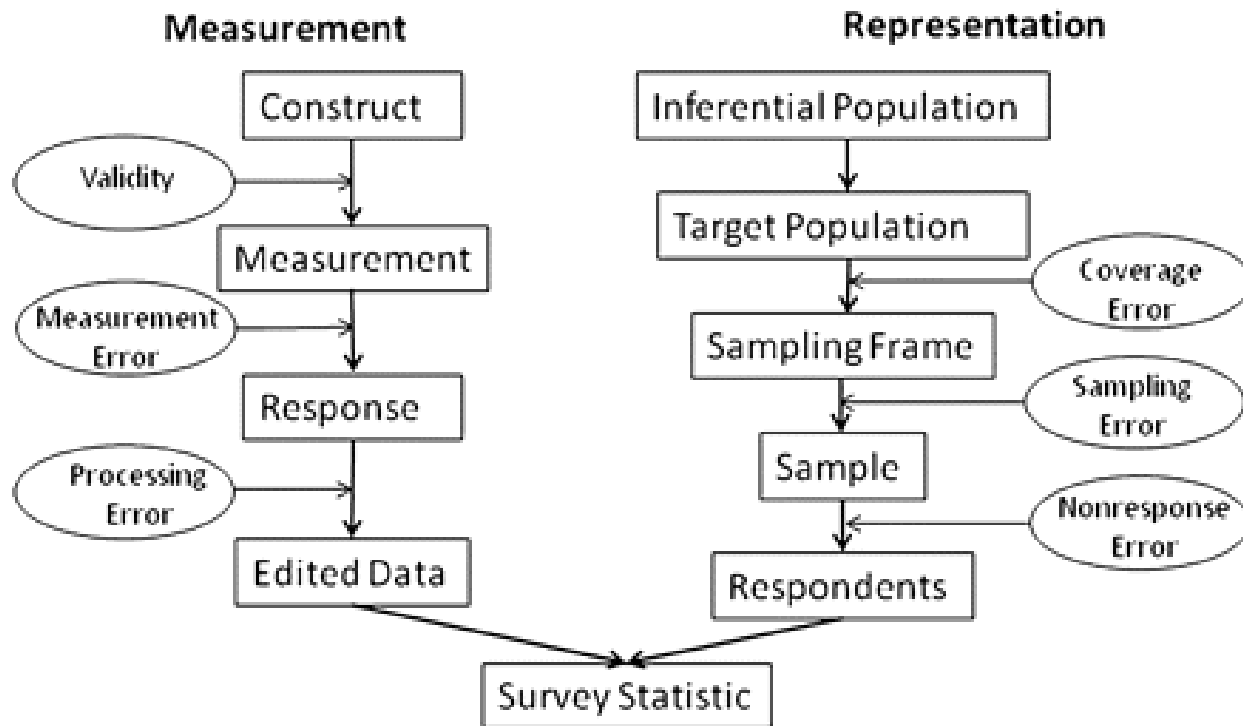 Measurement
Construct
Validity
Measurement
Measurement
Error
Response
Processing
Error
Edited Data
Representation
Inferential Population
Target Population
Coverage
Error
Sampling Frame
Sampling
Error
Sample
Nonresponse
Error
Respondents
Survey Statistic